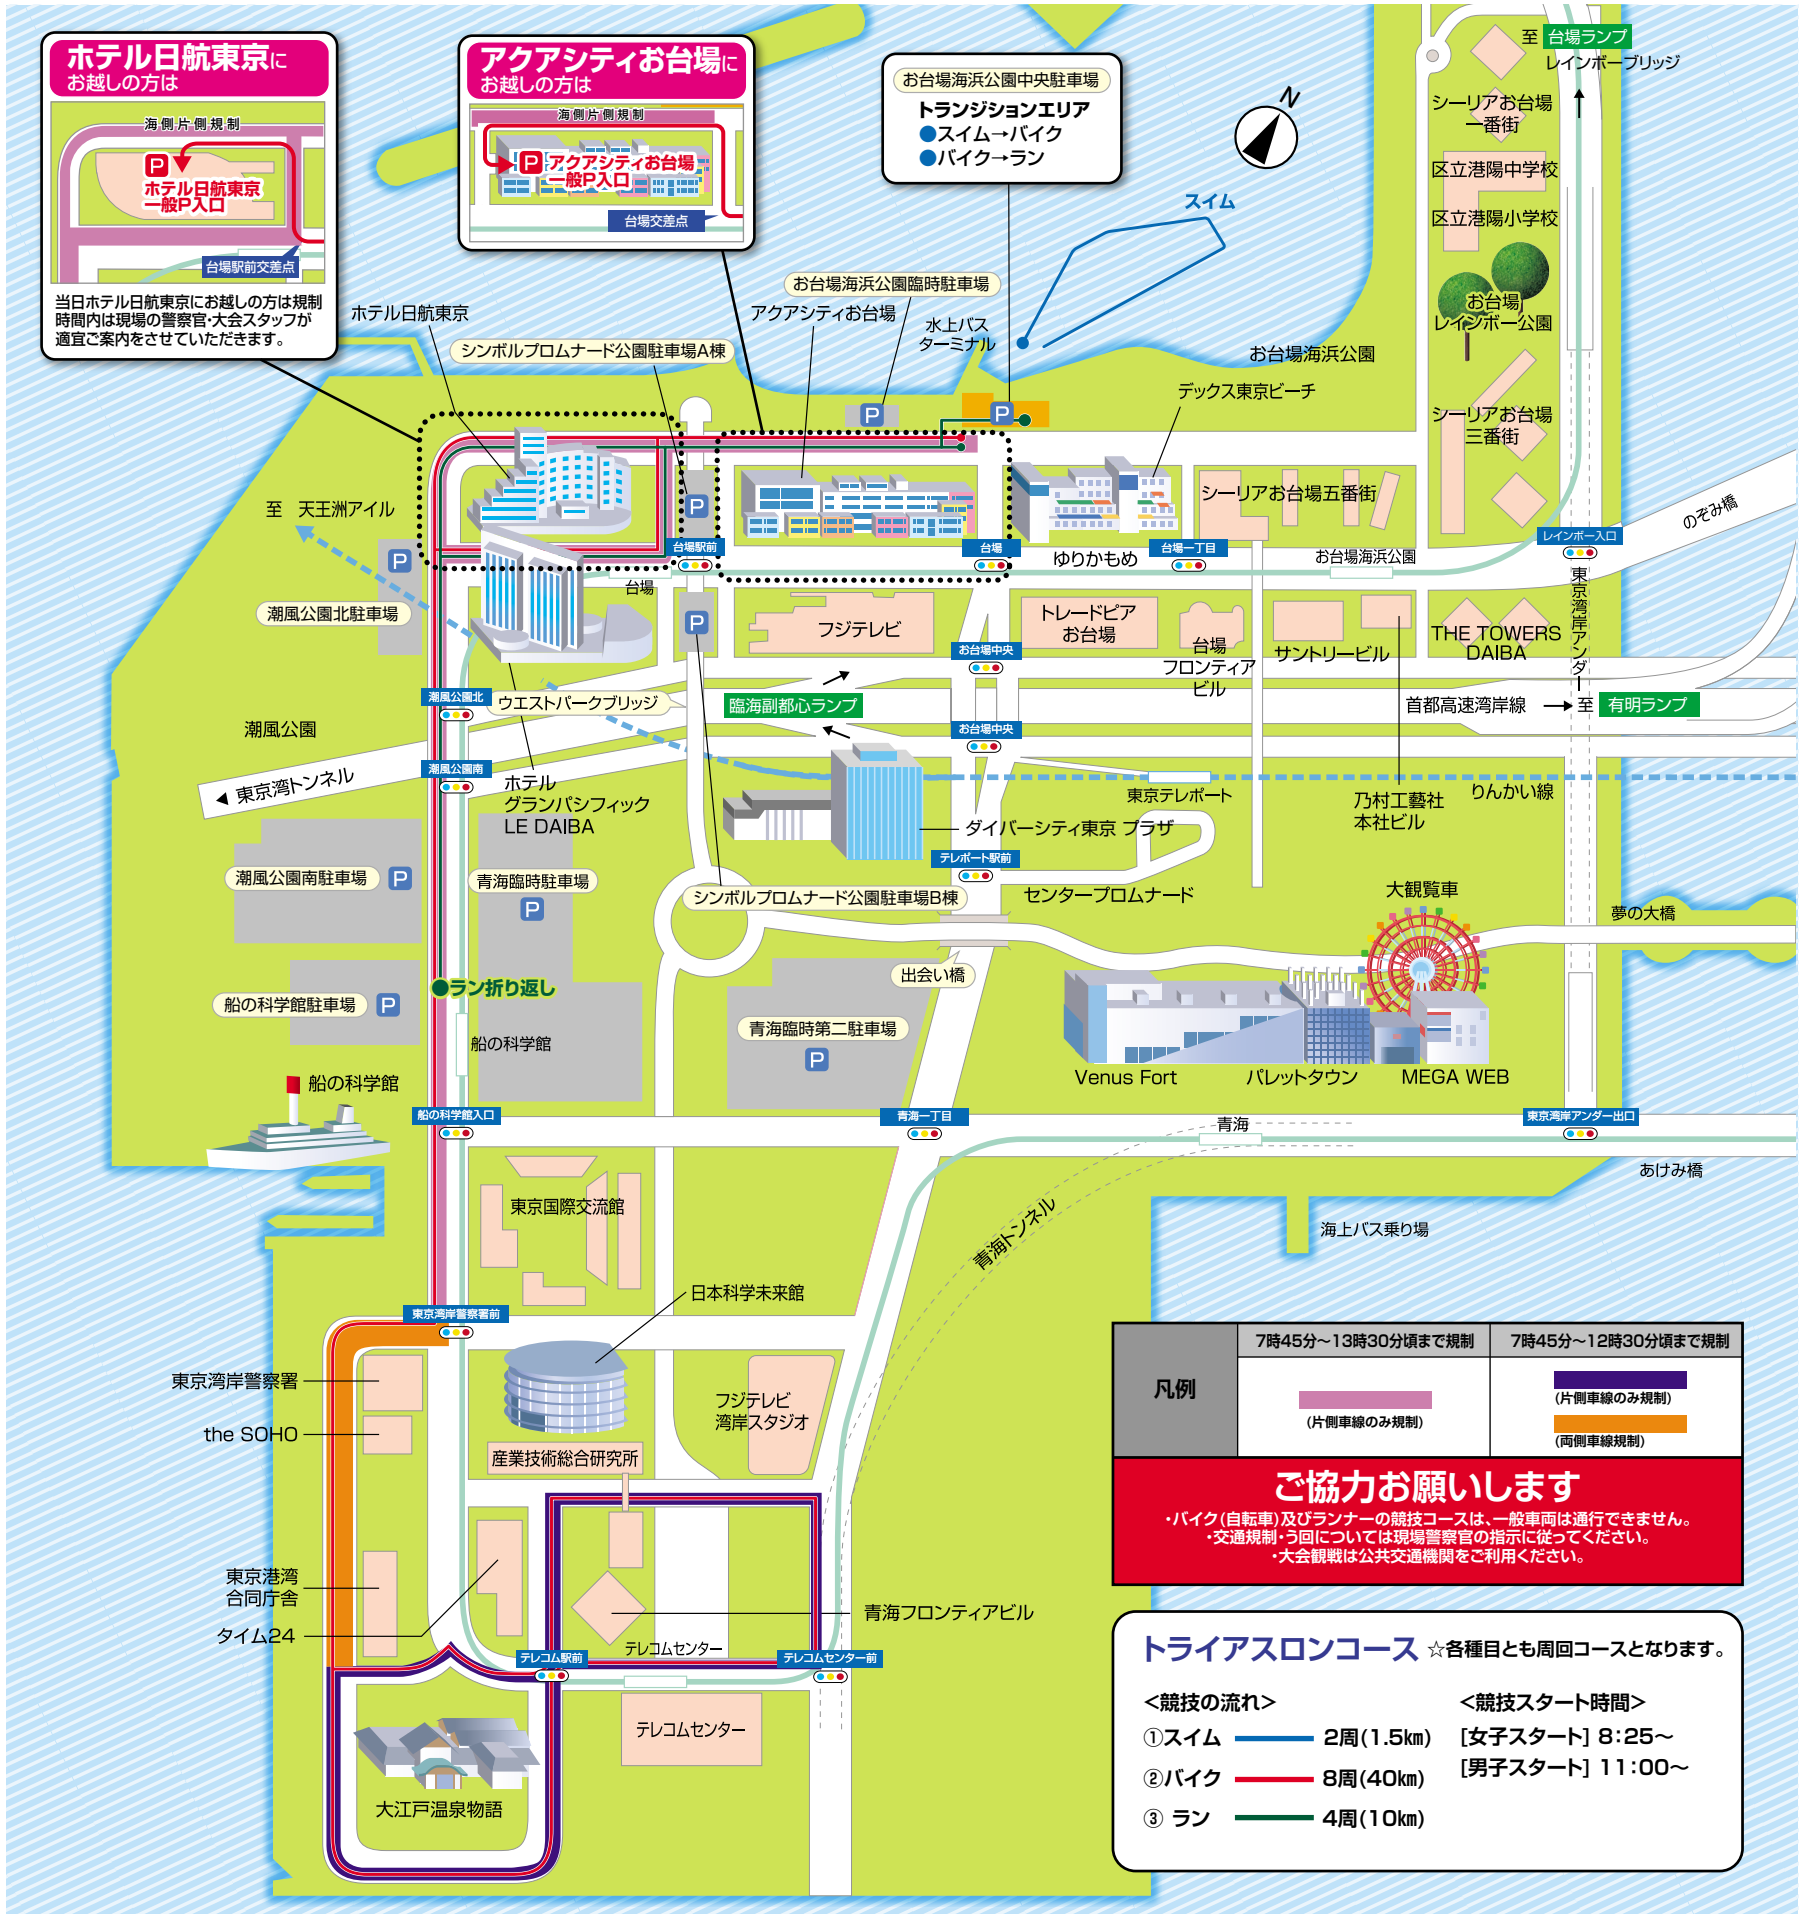 ホテル日航東京に
お越しの方は
海側片側規制
P
ホテル日航東京
一般P入口
台場駅前交差点
当日ホテル日航東京にお越しの方は規制
時間内は現場の警察官・大会スタッフが
適宜ご案内をさせていただきます。
アクアシティお台場に
お越しの方は
海側片側規制
P アクアシティお台場
一般P入口
台場交差点
お台場海浜公園中央駐車場
トランジションエリア
●スイム→バイク
●バイク→ラン
N
スイム
至 台場ランプ
レインボーブリッジ
シーリアお台場
一番街
区立港陽中学校
区立港陽小学校
お台場
レインボー公園
シーリアお台場
三番街
お台場海浜公園臨時駐車場
アクアシティお台場
水上バス
ターミナル
お台場海浜公園
デックス東京ビーチ
ホテル日航東京
シンボルプロムナード公園駐車場A棟
P
P
至 天王洲アイル
P
P
シーリアお台場五番街
のぞみ橋
台場駅前
台場
ゆりかもめ
台場一丁目
お台場海浜公園
レインボー入口
東京湾岸アンダー
台場
潮風公園北駐車場
P
フジテレビ
トレードピア
お台場
台場
フロンティア
ビル
サントリービル
THE TOWERS
DAIBA
お台場中央
潮風公園北
ウエストパークブリッジ
臨海副都心ランプ
首都高速湾岸線
至 有明ランプ
潮風公園
お台場中央
潮風公園南
東京湾トンネル
ホテル
グランパシフィック
LE DAIBA
東京テレポート
乃村工藝社
本社ビル
りんかい線
ダイバーシティ東京 プラザ
テレポート駅前
潮風公園南駐車場 P
青海臨時駐車場
P
シンボルプロムナード公園駐車場B棟
センタープロムナード
大観覧車
夢の大橋
出会い橋
●ラン折り返し
船の科学館駐車場 P
船の科学館
青海臨時第二駐車場
P
Venus Fort
パレットタウン
MEGA WEB
船の科学館
船の科学館入口
青海一丁目
青海
東京湾岸アンダー出口
あけみ橋
東京国際交流館
青海トンネル
海上バス乗り場
日本科学未来館
東京湾岸警察署前
東京湾岸警察署
the SOHO
フジテレビ
湾岸スタジオ
産業技術総合研究所
東京港湾
合同庁舎
タイム24
青海フロンティアビル
テレコム駅前
テレコムセンター
テレコムセンター前
テレコムセンター
大江戸温泉物語
凡例
7時45分～13時30分頃まで規制
7時45分～12時30分頃まで規制
(片側車線のみ規制)
(片側車線のみ規制)
(両側車線規制)
ご協力お願いします
・バイク(自転車)及びランナーの競技コースは、一般車両は通行できません。
・交通規制・う回については現場警察官の指示に従ってください。
・大会観戦は公共交通機関をご利用ください。
トライアスロンコース ☆各種目とも周回コースとなります。
<競技の流れ>
①スイム 2周(1.5㎞)
②バイク 8周(40㎞)
③ ラン 4周(10㎞)
<競技スタート時間>
[女子スタート] 8：25～
[男子スタート] 11：00～